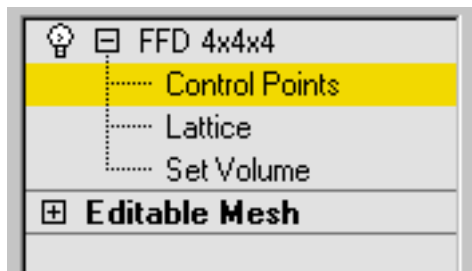 FFD 4x4x4
Control Points
Lattice
Set Volume
Editable Mesh